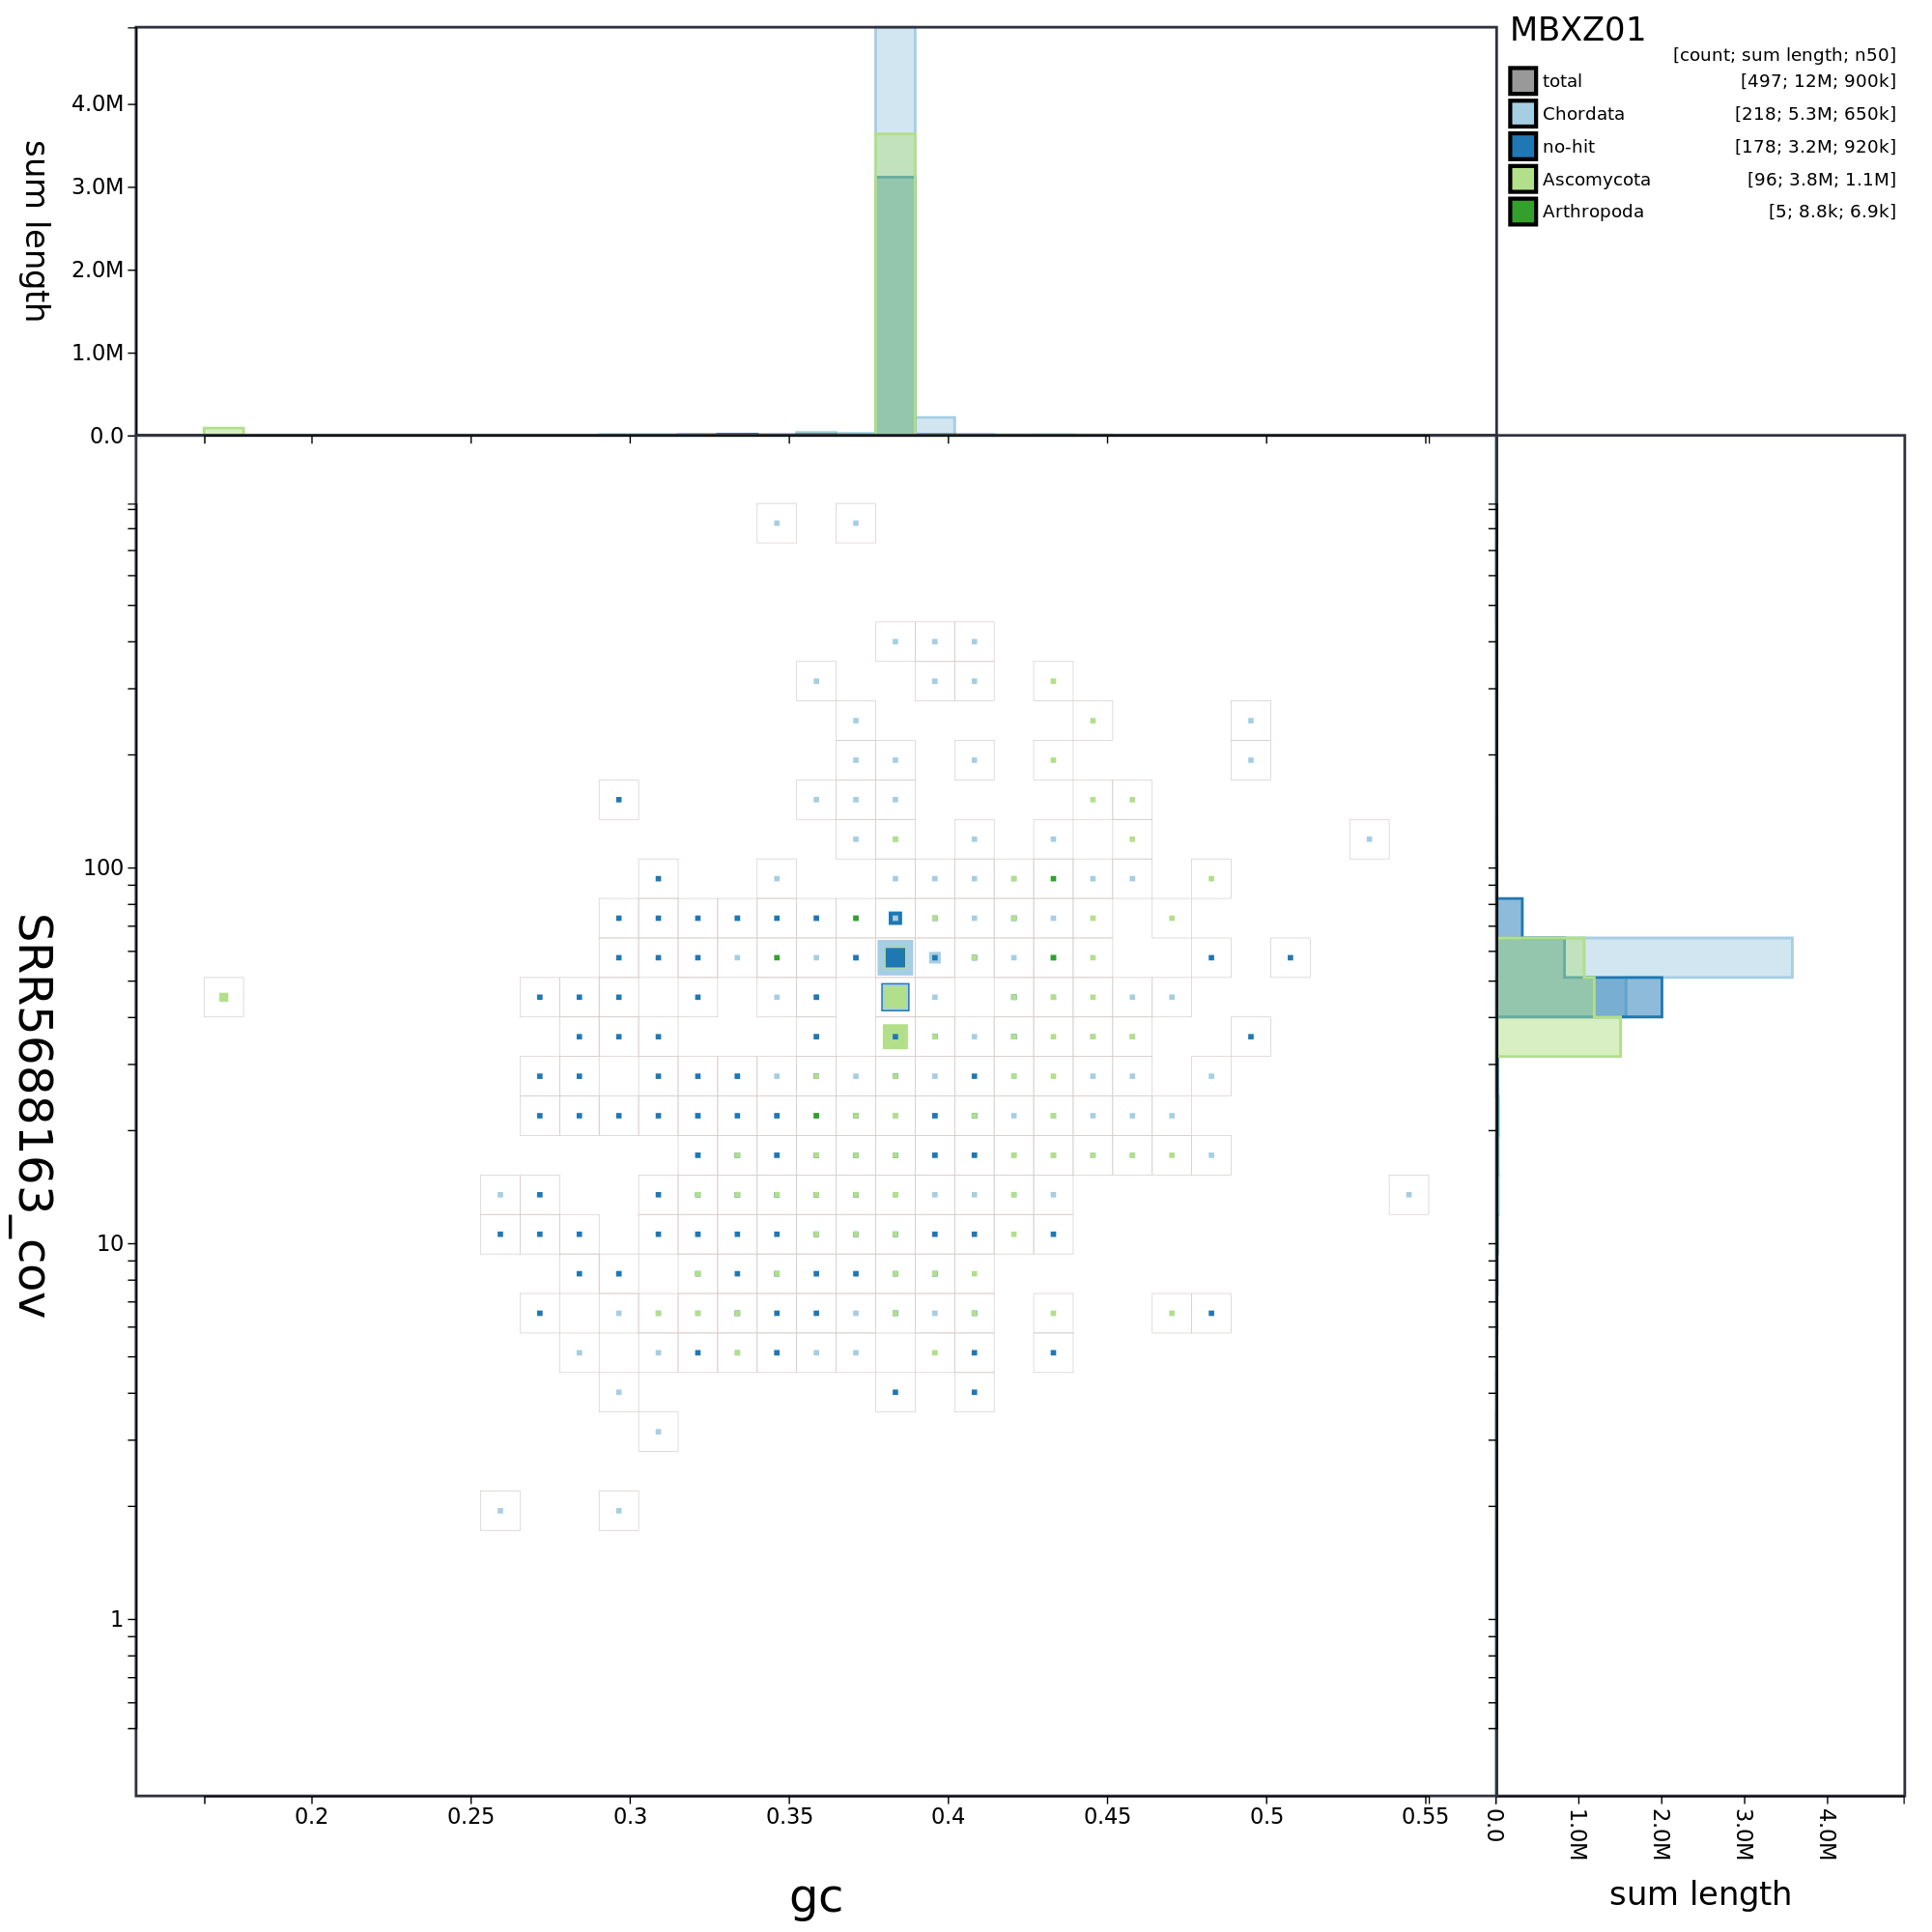 MBXZ01
[count; sum length; n50]
total [497; 12M; 900k]
Chordata [218; 5.3M; 650k]
no-hit [178; 3.2M; 920k]
Ascomycota [96; 3.8M; 1.1M]
Arthropoda [5; 8.8k; 6.9k]
sum length
4.0M
3.0M
2.0M
1.0M
0.0
SRR5688163_cov
100
10
1
0.2 0.25 0.3 0.35 0.4 0.45 0.5 0.55
gc
0.0 1.0M 2.0M 3.0M 4.0M
sum length